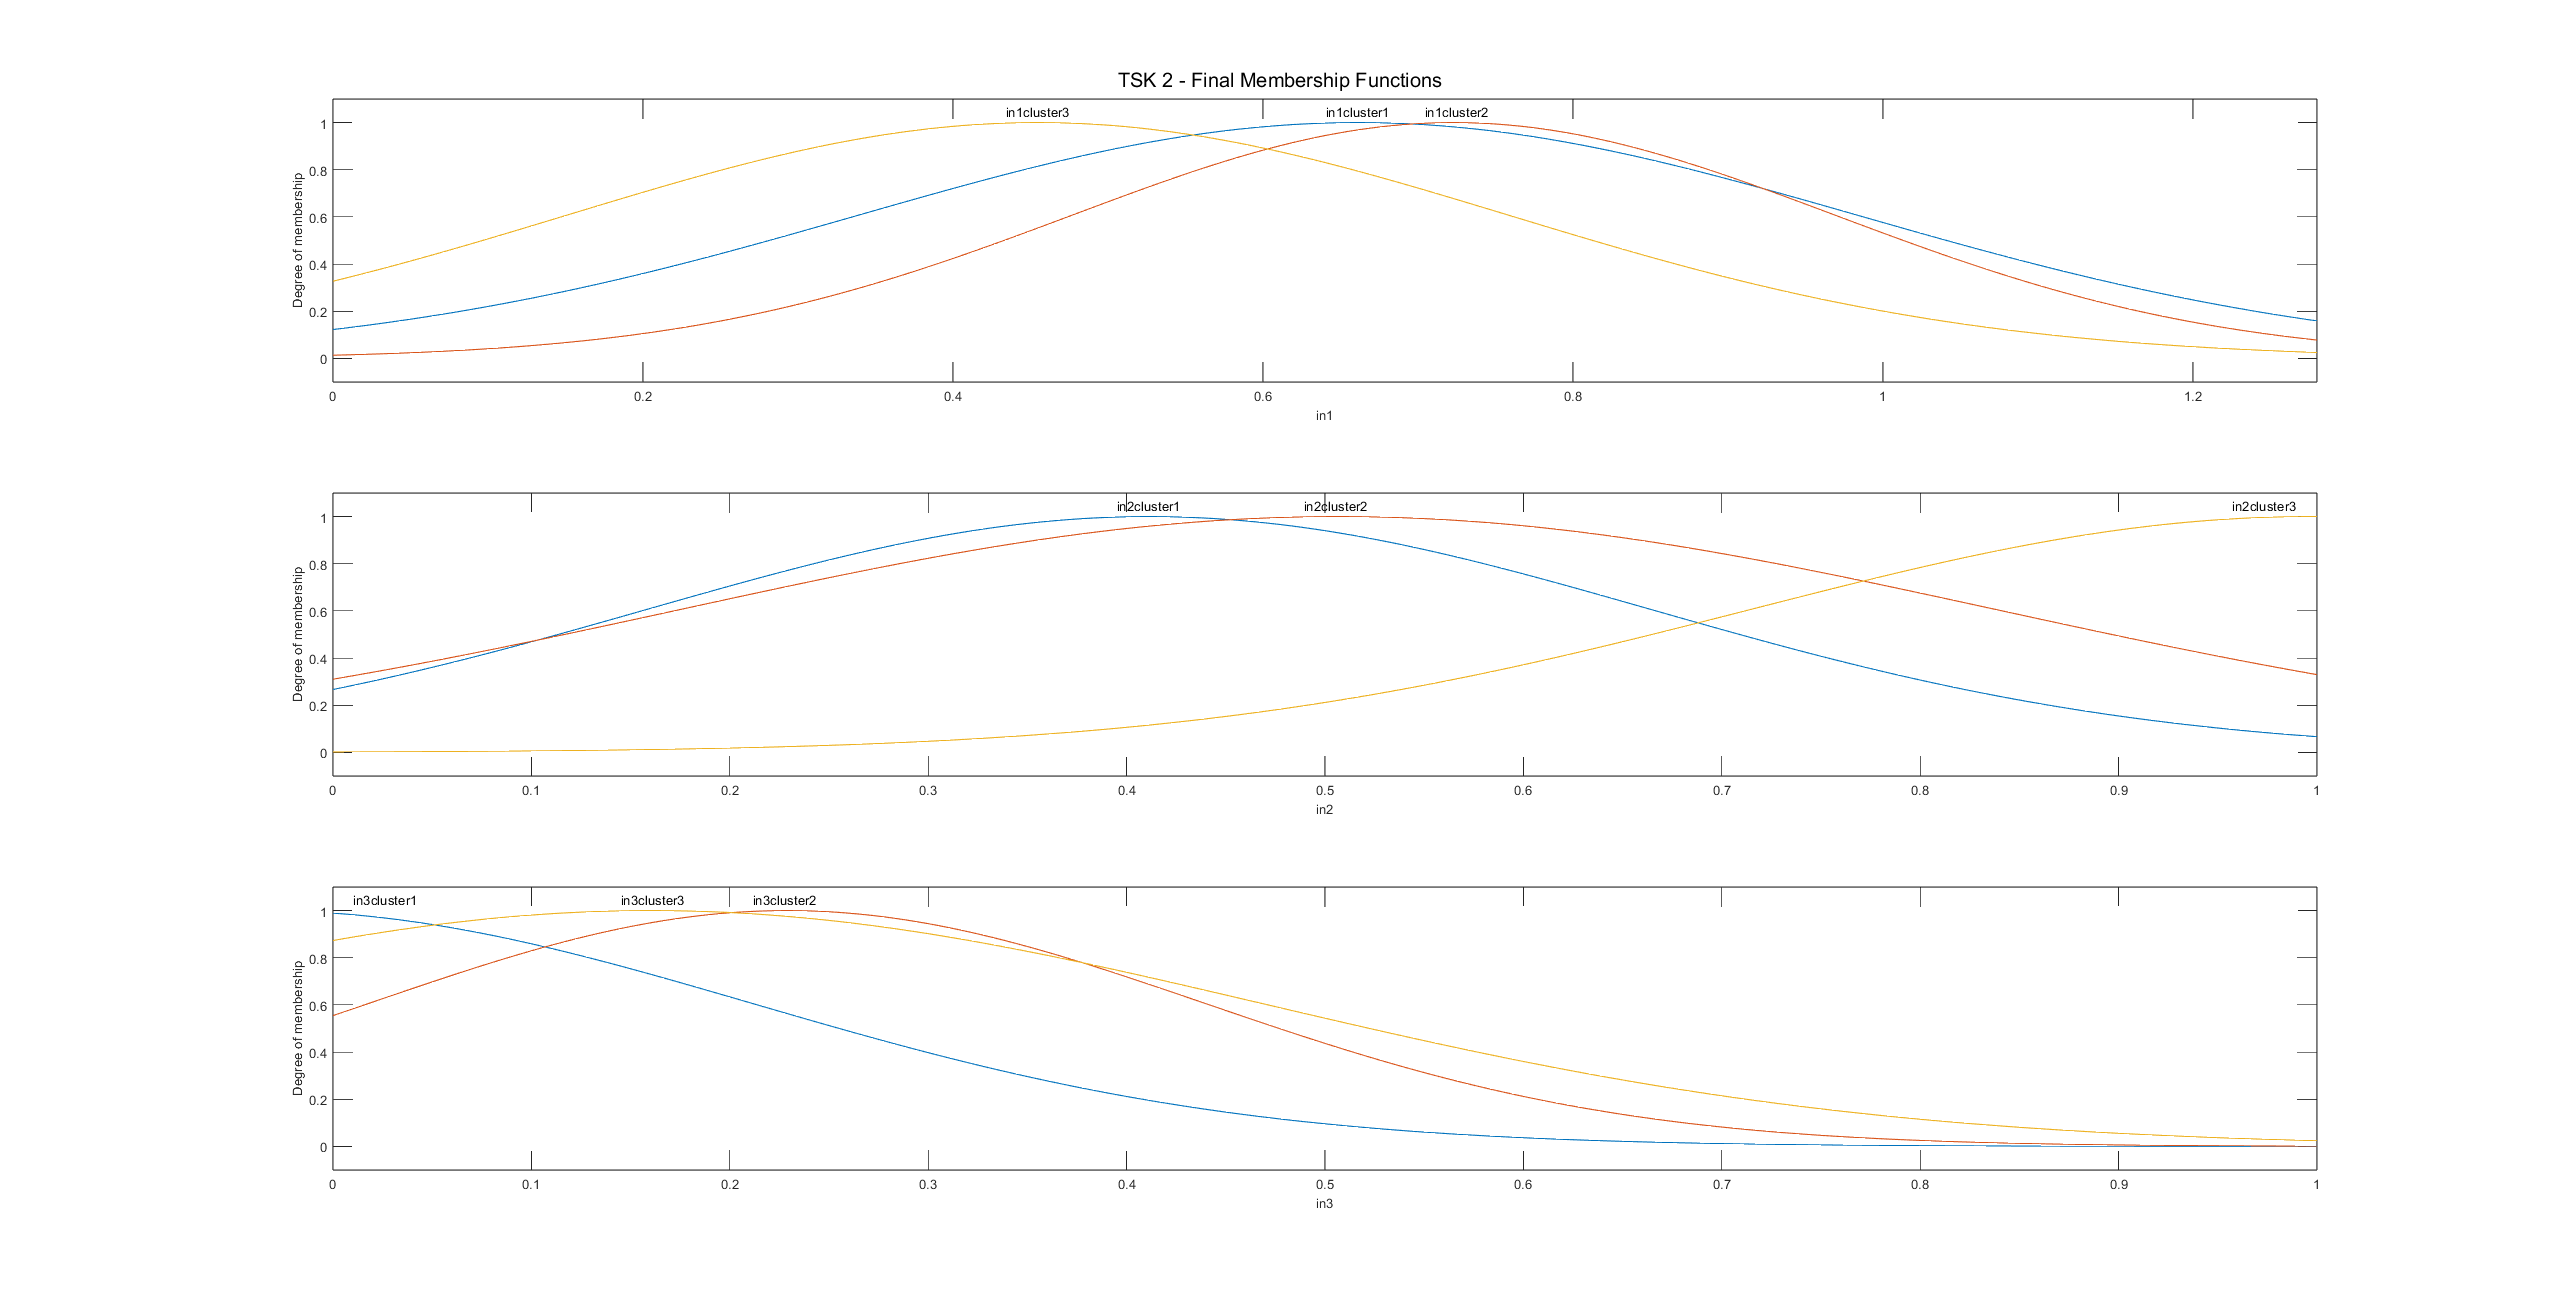 TSK 2 - Final Membership Functions
in1cluster3 in1cluster1 in1cluster2
1
0.8
0.6
0.4
0.2
0
Degree of membership
0 0.2 0.4 0.6 0.8 1 1.2
in1
in2cluster1 in2cluster2 in2cluster3
1
0.8
0.6
0.4
0.2
0
Degree of membership
0 0.1 0.2 0.3 0.4 0.5 0.6 0.7 0.8 0.9 1
in2
in3cluster1 in3cluster3 in3cluster2
1
0.8
0.6
0.4
0.2
0
Degree of membership
0 0.1 0.2 0.3 0.4 0.5 0.6 0.7 0.8 0.9 1
in3